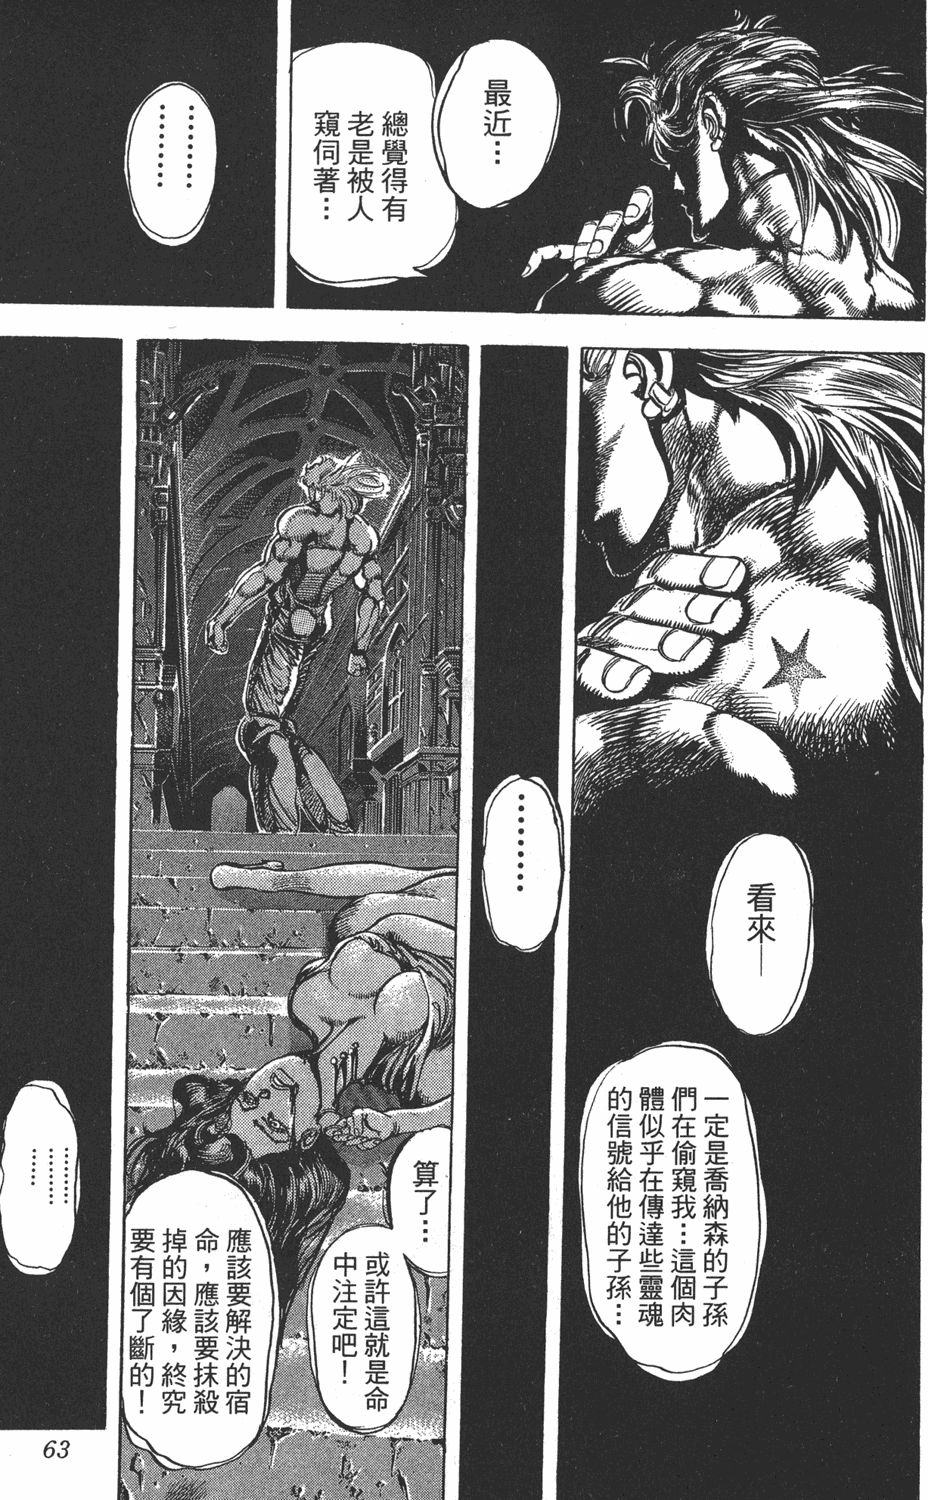 最近…
總覺得有
老是被人
窺伺著…
………
………
看來—
一定是喬納森的子孫
們在偷窺我…這個肉
體似乎在傳達些靈魂
的信號給他的子孫…
………
算了…
或許這就是命
中注定吧！
應該要解決的宿
命，應該要抹殺
掉的因緣，終究
要有個了斷的！
………
………
63